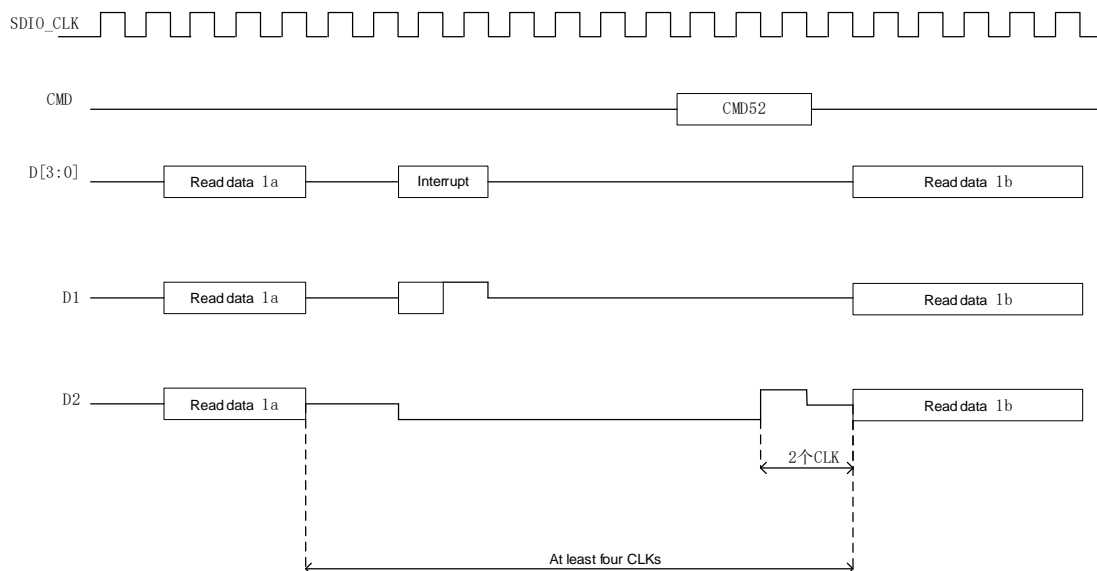 SDIO_CLK
CMD
CMD52
D[3:0]
Read data 1a
Interrupt
Read data 1b
D1
Read data 1a
Read data 1b
D2
Read data 1a
Read data 1b
2个CLK
At least four CLKs